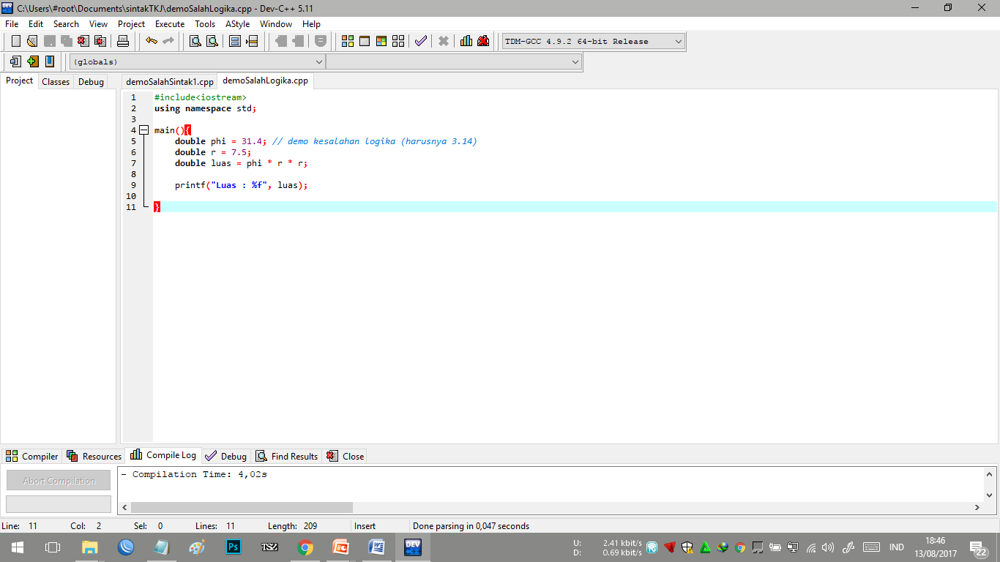 C:\Users\#root\Documents\sintakTKJ\demoSalahLogika.cpp - Dev-C++ 5.11
File Edit Search View Project Execute Tools AStyle Window Help
TDM-GCC 4.9.2 64-bit Release
(globals)
Project Classes Debug demoSalahSintak1.cpp demoSalahLogika.cpp
1 #include<iostream>
2 using namespace std;
3
4 main(){
5 double phi = 31.4; // demo kesalahan logika (harusnya 3.14)
6 double r = 7.5;
7 double luas = phi * r * r;
8
9 printf("Luas : %f", luas);
10
11 }
Compiler Resources Compile Log Debug Find Results Close
Abort Compilation
- Compilation Time: 4,02s
Line: 11 Col: 2 Sel: 0 Lines: 11 Length: 209 Insert Done parsing in 0,047 seconds
Ps TS2 DEV
U: 2.41 kbit/s
D: 0.69 kbit/s
IND
18:46
13/08/2017
22